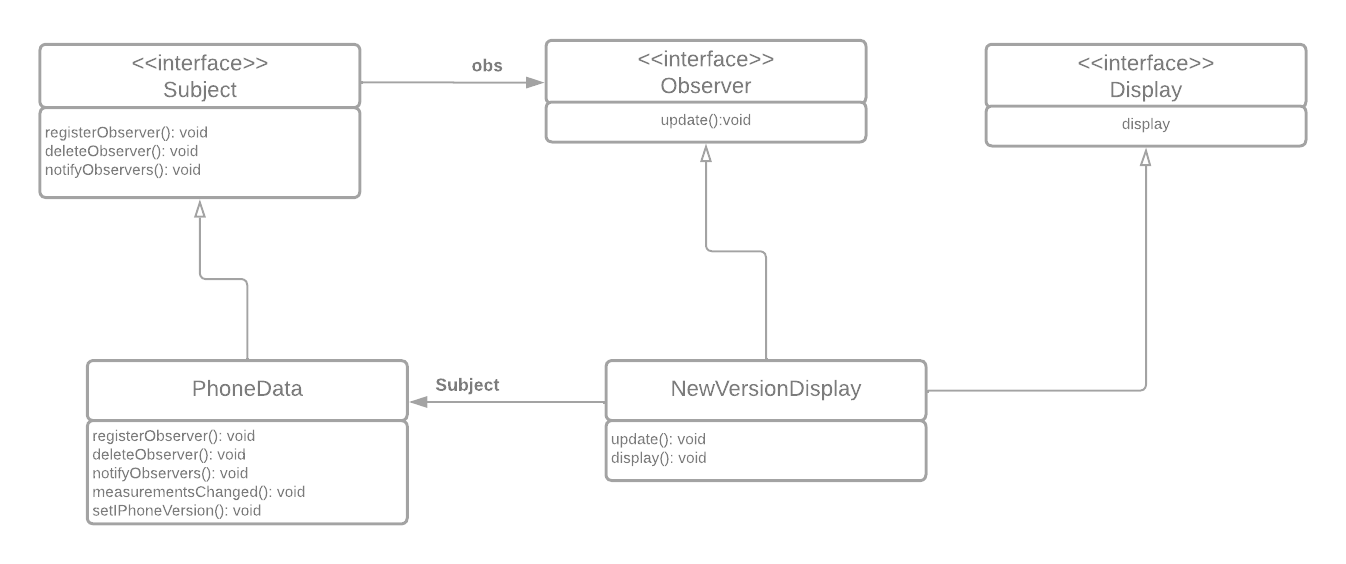 <<interface>>
Subject
registerObserver(): void
deleteObserver(): void
notifyObservers(): void
obs
<<interface>>
Observer
update():void
<<interface>>
Display
display
PhoneData
registerObserver(): void
deleteObserver(): void
notifyObservers(): void
measurementsChanged(): void
setIPhoneVersion(): void
Subject
NewVersionDisplay
update(): void
display(): void